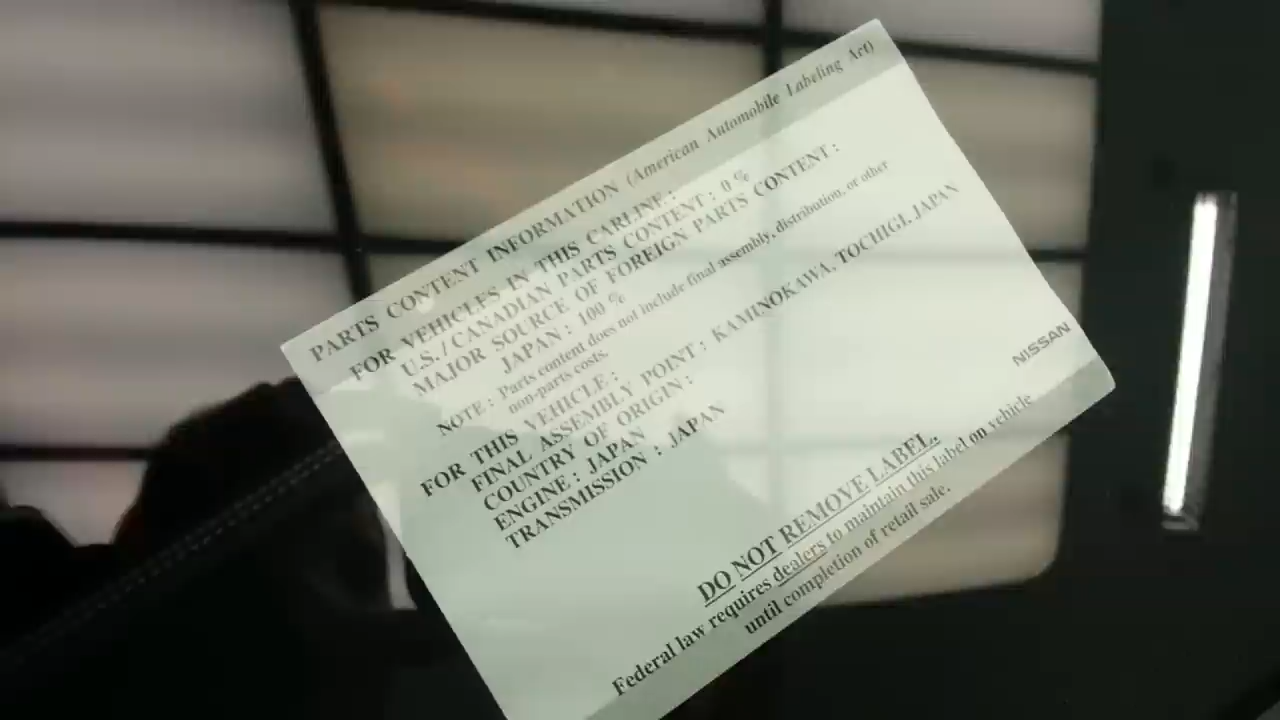 PARTS CONTENT INFORMATION (American Automobile Labeling Act)
FOR VEHICLES IN THIS CARLINE :
U.S. / CANADIAN PARTS CONTENT : 0 %
MAJOR SOURCE OF FOREIGN PARTS CONTENT :
JAPAN : 100 %
NOTE : Parts content does not include final assembly, distribution, or other
non-parts costs.
FOR THIS VEHICLE :
FINAL ASSEMBLY POINT : KAMINOKAWA, TOCHIGI, JAPAN
COUNTRY OF ORIGIN :
ENGINE : JAPAN
TRANSMISSION : JAPAN
NISSAN
DO NOT REMOVE LABEL.
Federal law requires dealers to maintain this label on vehicle
until completion of retail sale.